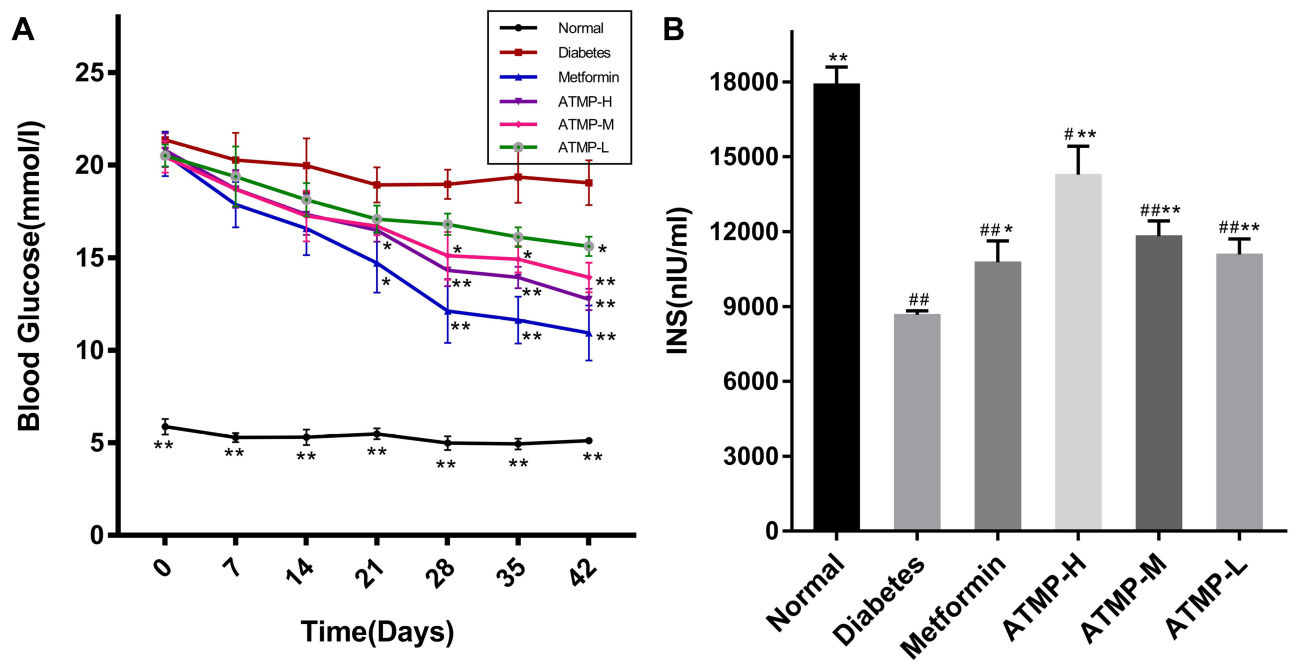 A
Blood Glucose(mmol/l)
25
20
15
10
5
0
Normal
Diabetes
Metformin
ATMP-H
ATMP-M
ATMP-L
*
*
*
**
**
*
**
**
*
**
**
**
**
**
**
**
**
**
**
0
7
14
21
28
35
42
Time(Days)
B
INS(nIU/ml)
18000
15000
12000
9000
6000
3000
0
**
##
##*
#**
##**
##**
Normal
Diabetes
Metformin
ATMP-H
ATMP-M
ATMP-L